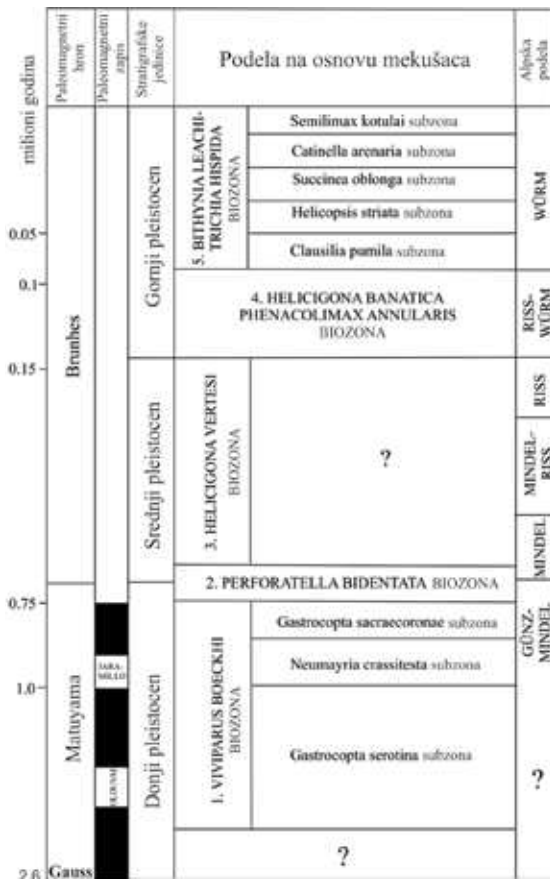 milioni godina
Paleomagnetni
hron
Paleomagnetni
zapis
Stratigrafske
jedinice
Podela na osnovu mekušaca
Alpska
podela
0.05
0.1
0.15
0.75
1.0
2.6
Brunhes
Matuyama
Gauss
JARA-
MILLO
OLDUVAI
Gornji pleistocen
Srednji pleistocen
Donji pleistocen
5. BITHYNIA LEACHI-
TRICHIA HISPIDA
BIOZONA
Semilimax kotulai subzona
Catinella arenaria subzona
Succinea oblonga subzona
Helicopsis striata subzona
Clausilia pumila subzona
4. HELICIGONA BANATICA
PHENACOLIMAX ANNULARIS
BIOZONA
3. HELICIGONA VERTESI
BIOZONA
?
2. PERFORATELLA BIDENTATA BIOZONA
1. VIVIPARUS BOECKHI
BIOZONA
Gastrocopta sacraecoronae subzona
Neumayria crassitesta subzona
Gastrocopta serotina subzona
?
WÜRM
RISS-
WÜRM
RISS
MINDEL-
RISS
MINDEL
GÜNZ-
MINDEL
?